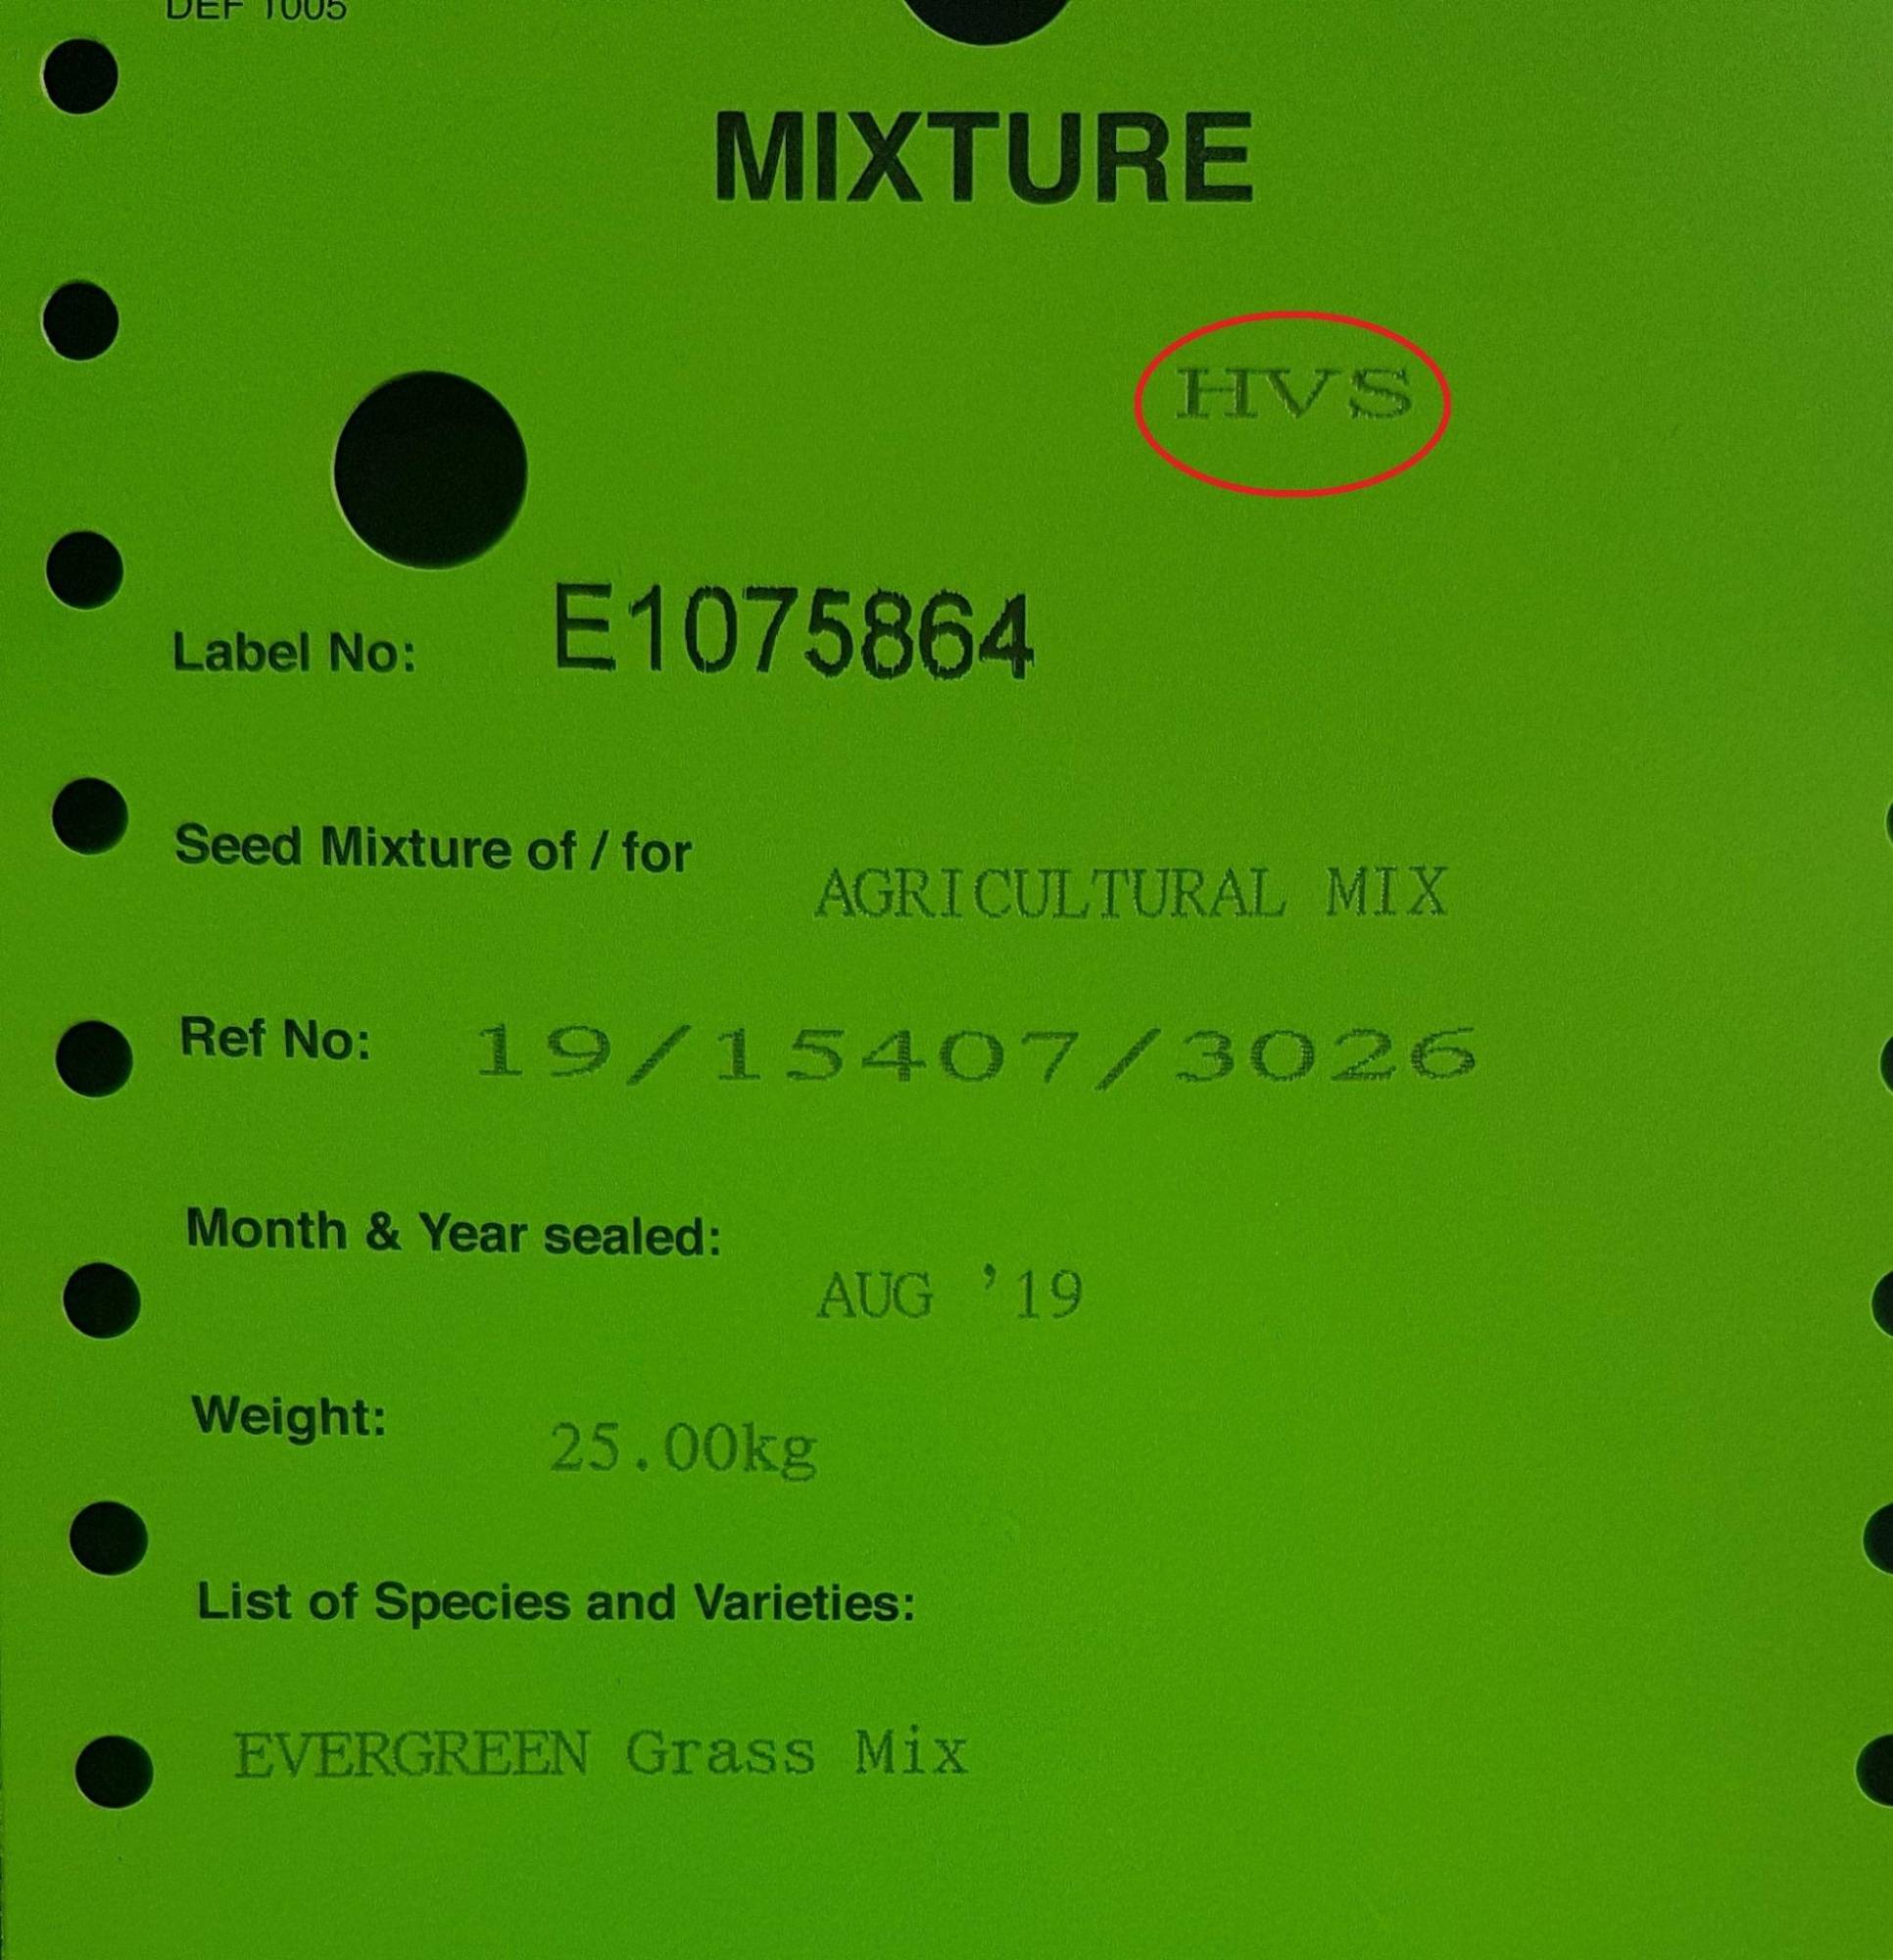 DEF 1005
MIXTURE
HVS
Label No: E1075864
Seed Mixture of / for AGRICULTURAL MIX
Ref No: 19/15407/3026
Month & Year sealed: AUG '19
Weight: 25.00kg
List of Species and Varieties:
EVERGREEN Grass Mix